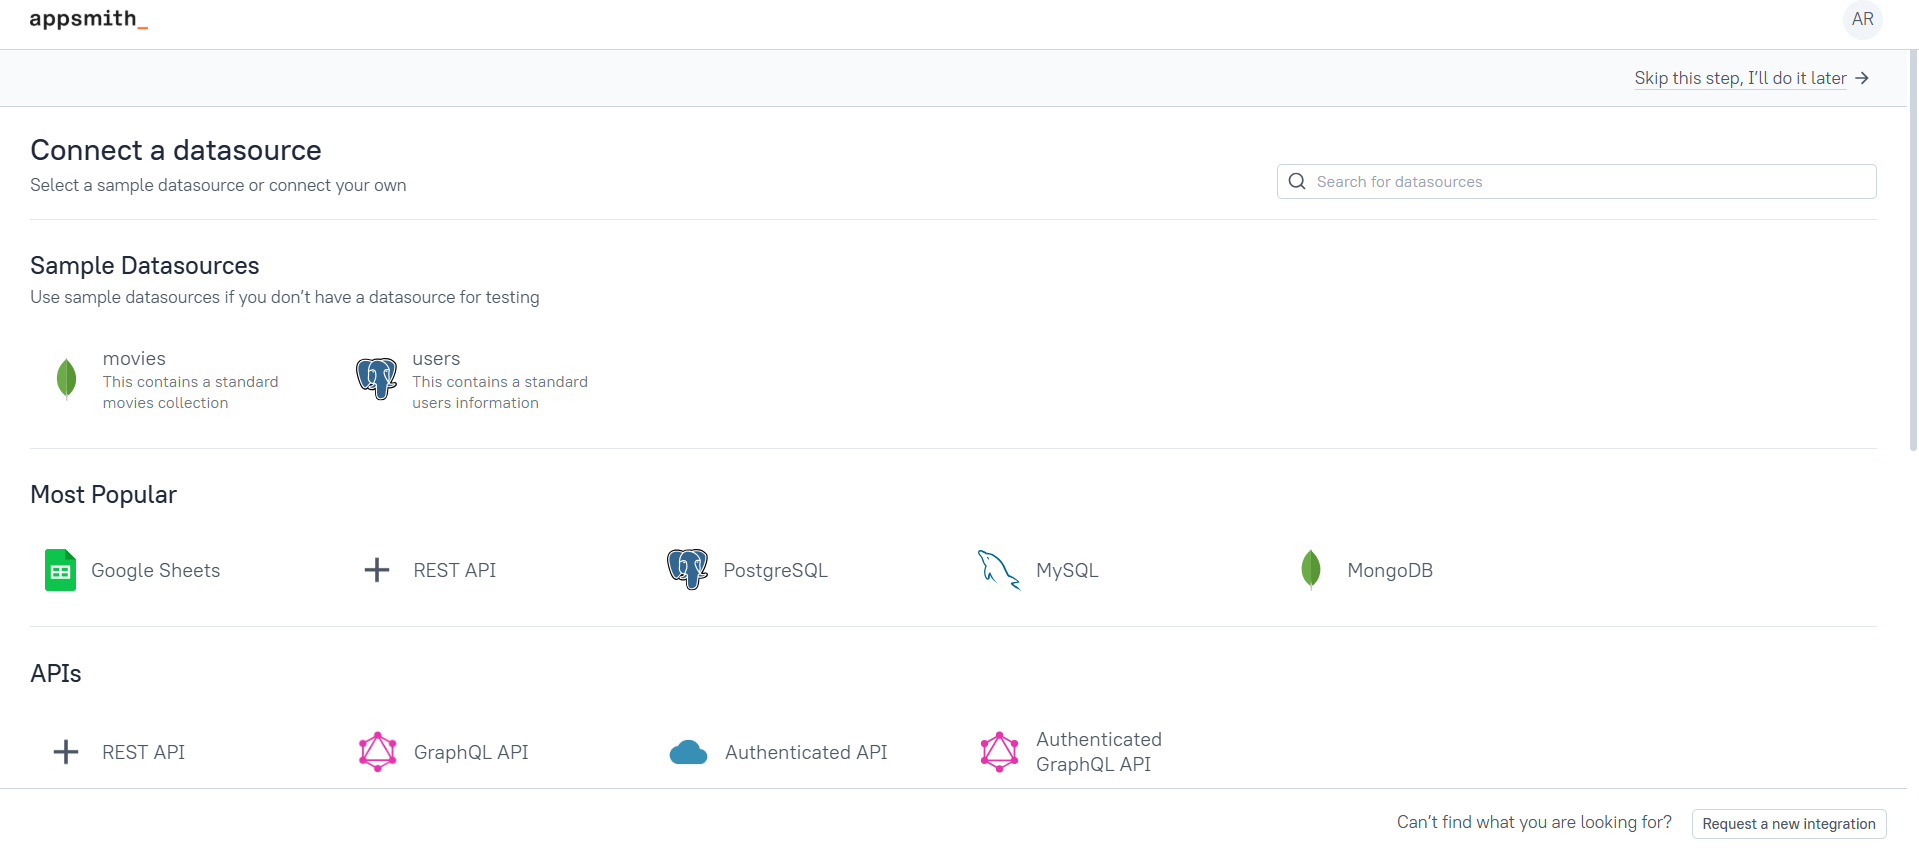 appsmith_
AR
Skip this step, I’ll do it later
Connect a datasource
Select a sample datasource or connect your own
Search for datasources
Sample Datasources
Use sample datasources if you don’t have a datasource for testing
movies
This contains a standard
movies collection
users
This contains a standard
users information
Most Popular
Google Sheets
REST API
PostgreSQL
MySQL
MongoDB
APIs
REST API
GraphQL API
Authenticated API
Authenticated
GraphQL API
Can’t find what you are looking for?
Request a new integration